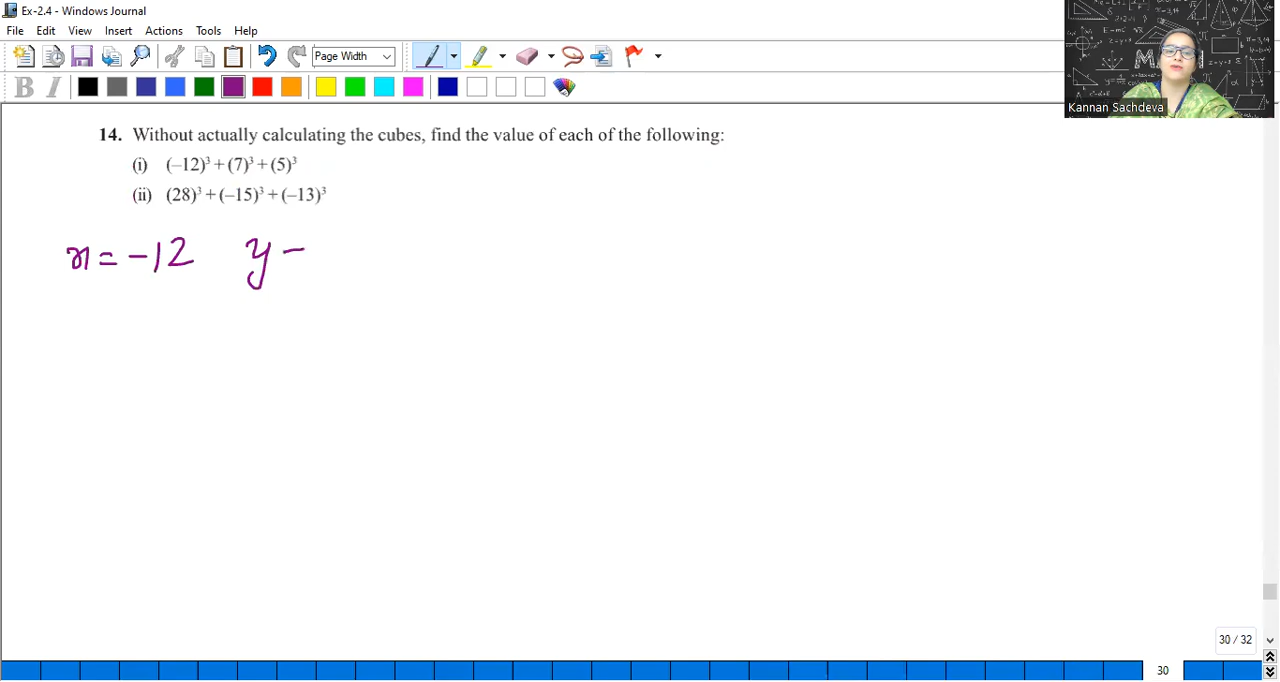 Ex-2.4 - Windows Journal
File Edit View Insert Actions Tools Help
Page Width
B I
Kannan Sachdeva
14. Without actually calculating the cubes, find the value of each of the following:
(i) (–12)³ + (7)³ + (5)³
(ii) (28)³ + (–15)³ + (–13)³
x = -12 y -
30 / 32
30